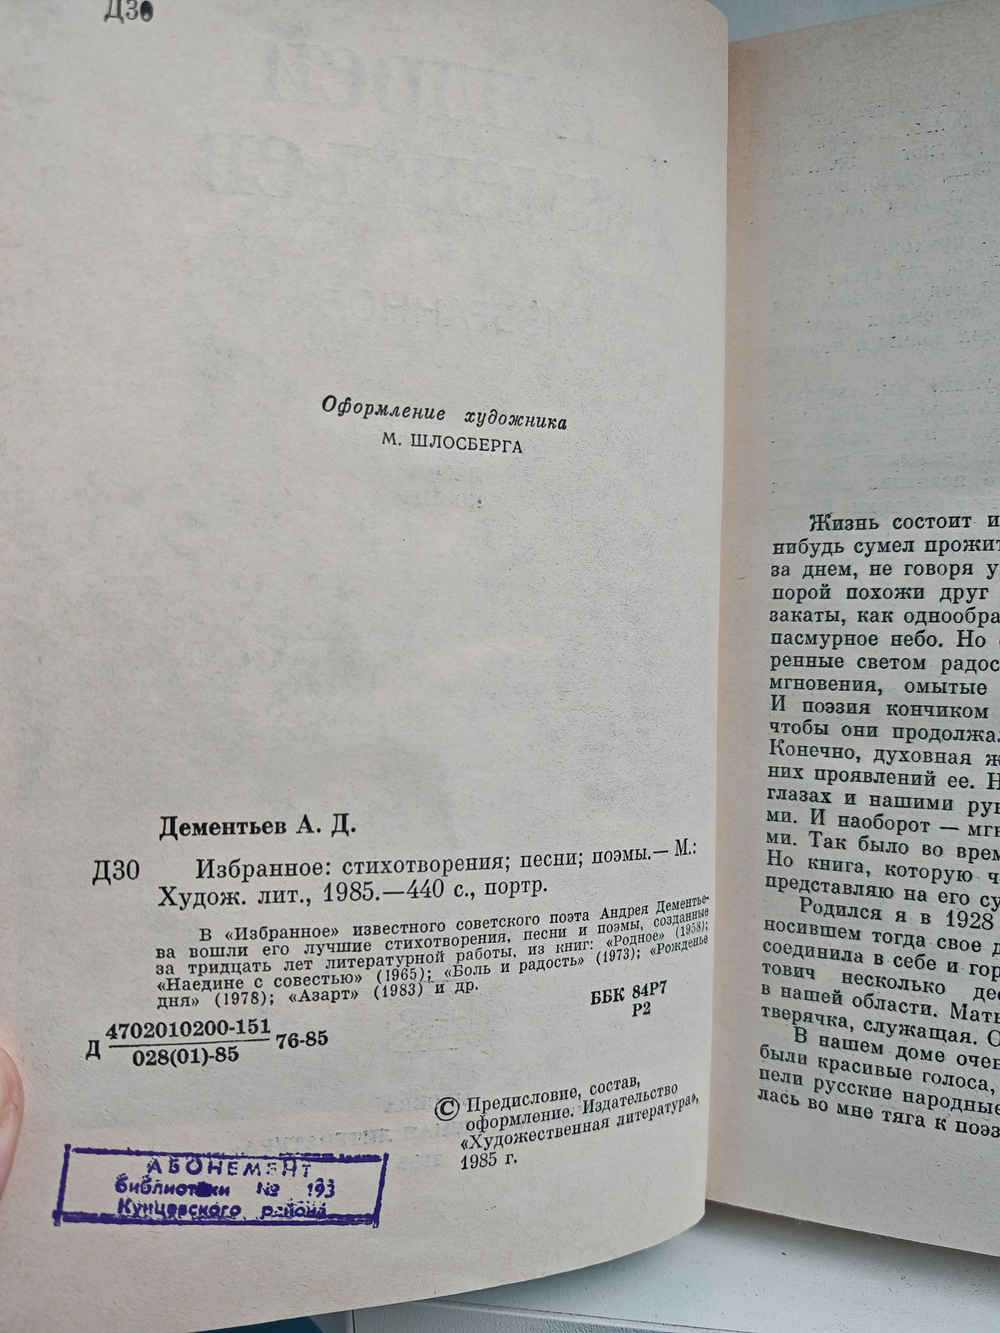 Д30
Оформление художника
М. ШЛОСБЕРГА
Дементьев А. Д.
Д30 Избранное: стихотворения; песни; поэмы.— М.:
Худож. лит., 1985.—440 с., портр.
В «Избранное» известного советского поэта Андрея Дементье-
ва вошли его лучшие стихотворения, песни и поэмы, созданные
за тридцать лет литературной работы, из книг: «Родное» (1958);
«Наедине с совестью» (1965); «Боль и радость» (1973); «Рожденье
дня» (1978); «Азарт» (1983) и др.
Д 4702010200-151
028(01)-85 76-85
ББК 84Р7
Р2
© Предисловие, состав,
оформление. Издательство
«Художественная литература»,
1985 г.
АБОНЕМЕНТ
библиотеки № 193
Кунцевского района
Жизнь состоит и
нибудь сумел прожит
за днем, не говоря у
порой похожи друг
закаты, как однообра
пасмурное небо. Но
ренные светом радос
мгновения, омытые
И поэзия кончиком
чтобы они продолжа
Конечно, духовная ж
них проявлений ее. Н
глазах и нашими рук
ми. И наоборот — мгн
ми. Так было во врем
Но книга, которую ч
представляю на его су
Родился я в 1928
носившем тогда свое д
соединила в себе и гор
тович несколько дес
в нашей области. Мать
тверячка, служащая. О
В нашем доме очен
были красивые голоса,
пели русские народные
лась во мне тяга к поэз